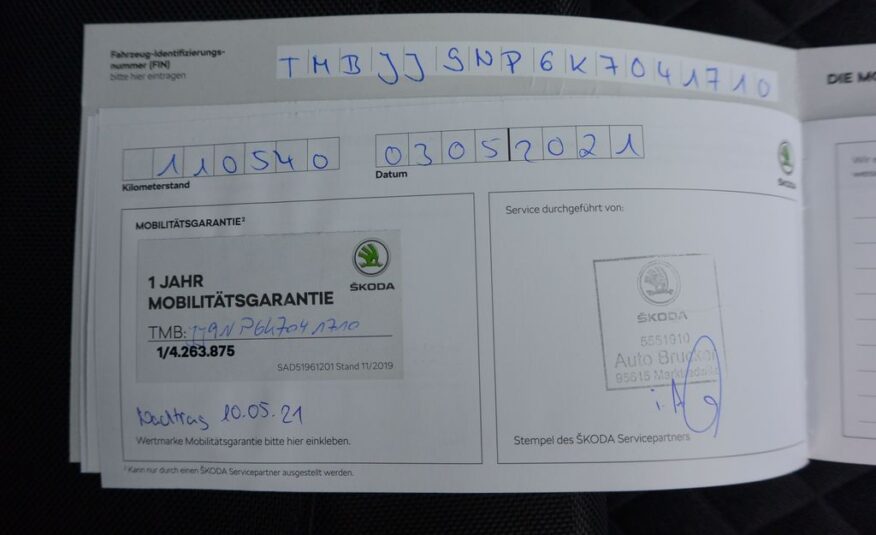 Fahrzeug-Identifizierungs-
nummer (FIN)
bitte hier eintragen
TMBJJSNP6K7041710
DIE MO
110540
Kilometerstand
03052021
Datum
ŠKODA
MOBILITÄTSGARANTIE²
1 JAHR
MOBILITÄTSGARANTIE
ŠKODA
TMB: JJ9NP6K7041710
1/4.263.875
SAD51961201 Stand 11/2019
Nachtrag 10.05.21
Wertmarke Mobilitätsgarantie bitte hier einkleben.
² Kann nur durch einen ŠKODA Servicepartner ausgestellt werden.
Service durchgeführt von:
ŠKODA
5551910
Auto Brucker
95615 Marktredwitz
i.A
Stempel des ŠKODA Servicepartners